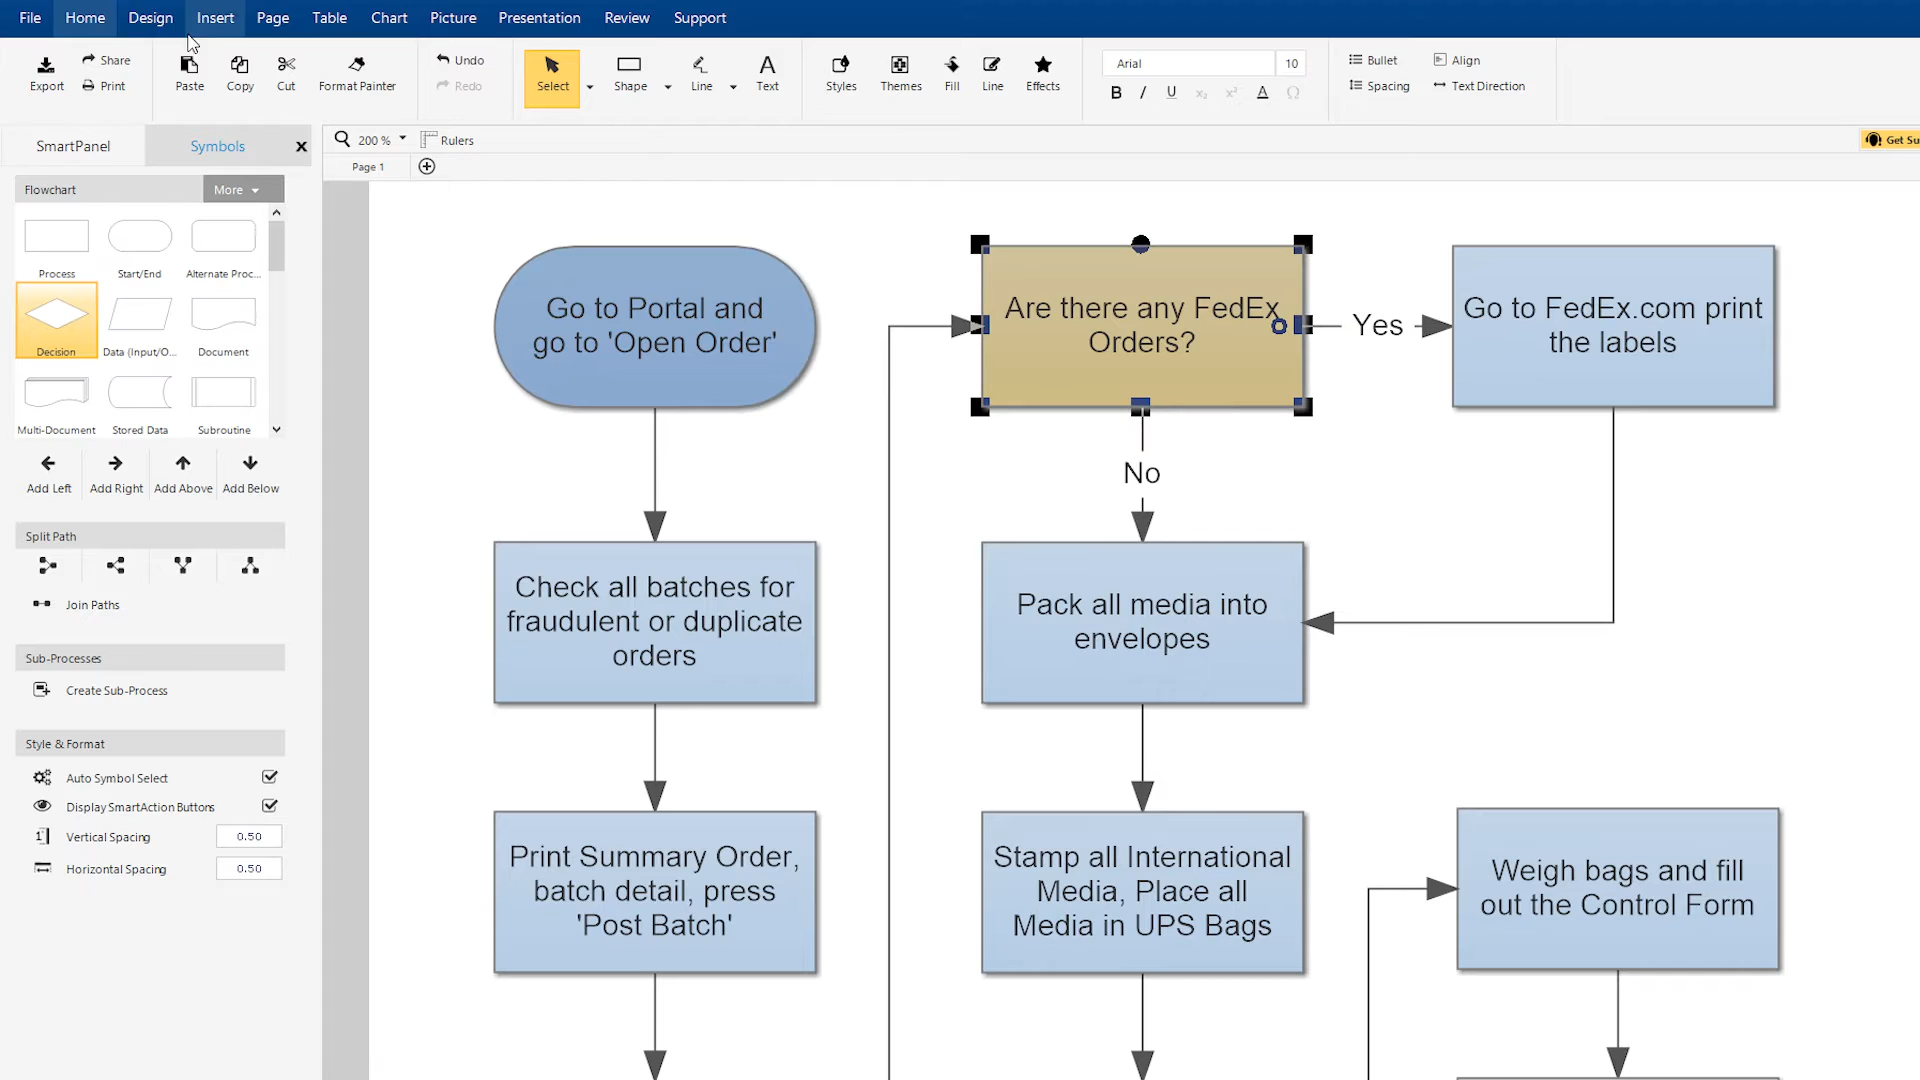 File Home Design Insert Page Table Chart Picture Presentation Review Support
Export
Share
Print
Paste
Copy
Cut
Format Painter
Undo
Redo
Select
Shape
Line
Text
Styles
Themes
Fill
Line
Effects
Arial
10
B I U x₂ x² A Ω
Bullet
Spacing
Align
Text Direction
SmartPanel
Symbols
X
200 %
Rulers
Page 1
Get Su
Flowchart
More
Process
Start/End
Alternate Proc...
Decision
Data (Input/O...
Document
Multi-Document
Stored Data
Subroutine
Add Left
Add Right
Add Above
Add Below
Split Path
Join Paths
Sub-Processes
Create Sub-Process
Style & Format
Auto Symbol Select
Display SmartAction Buttons
Vertical Spacing
0.50
Horizontal Spacing
0.50
Go to Portal and
go to 'Open Order'
Check all batches for
fraudulent or duplicate
orders
Print Summary Order,
batch detail, press
'Post Batch'
Are there any FedEx
Orders?
Yes
No
Go to FedEx.com print
the labels
Pack all media into
envelopes
Stamp all International
Media, Place all
Media in UPS Bags
Weigh bags and fill
out the Control Form